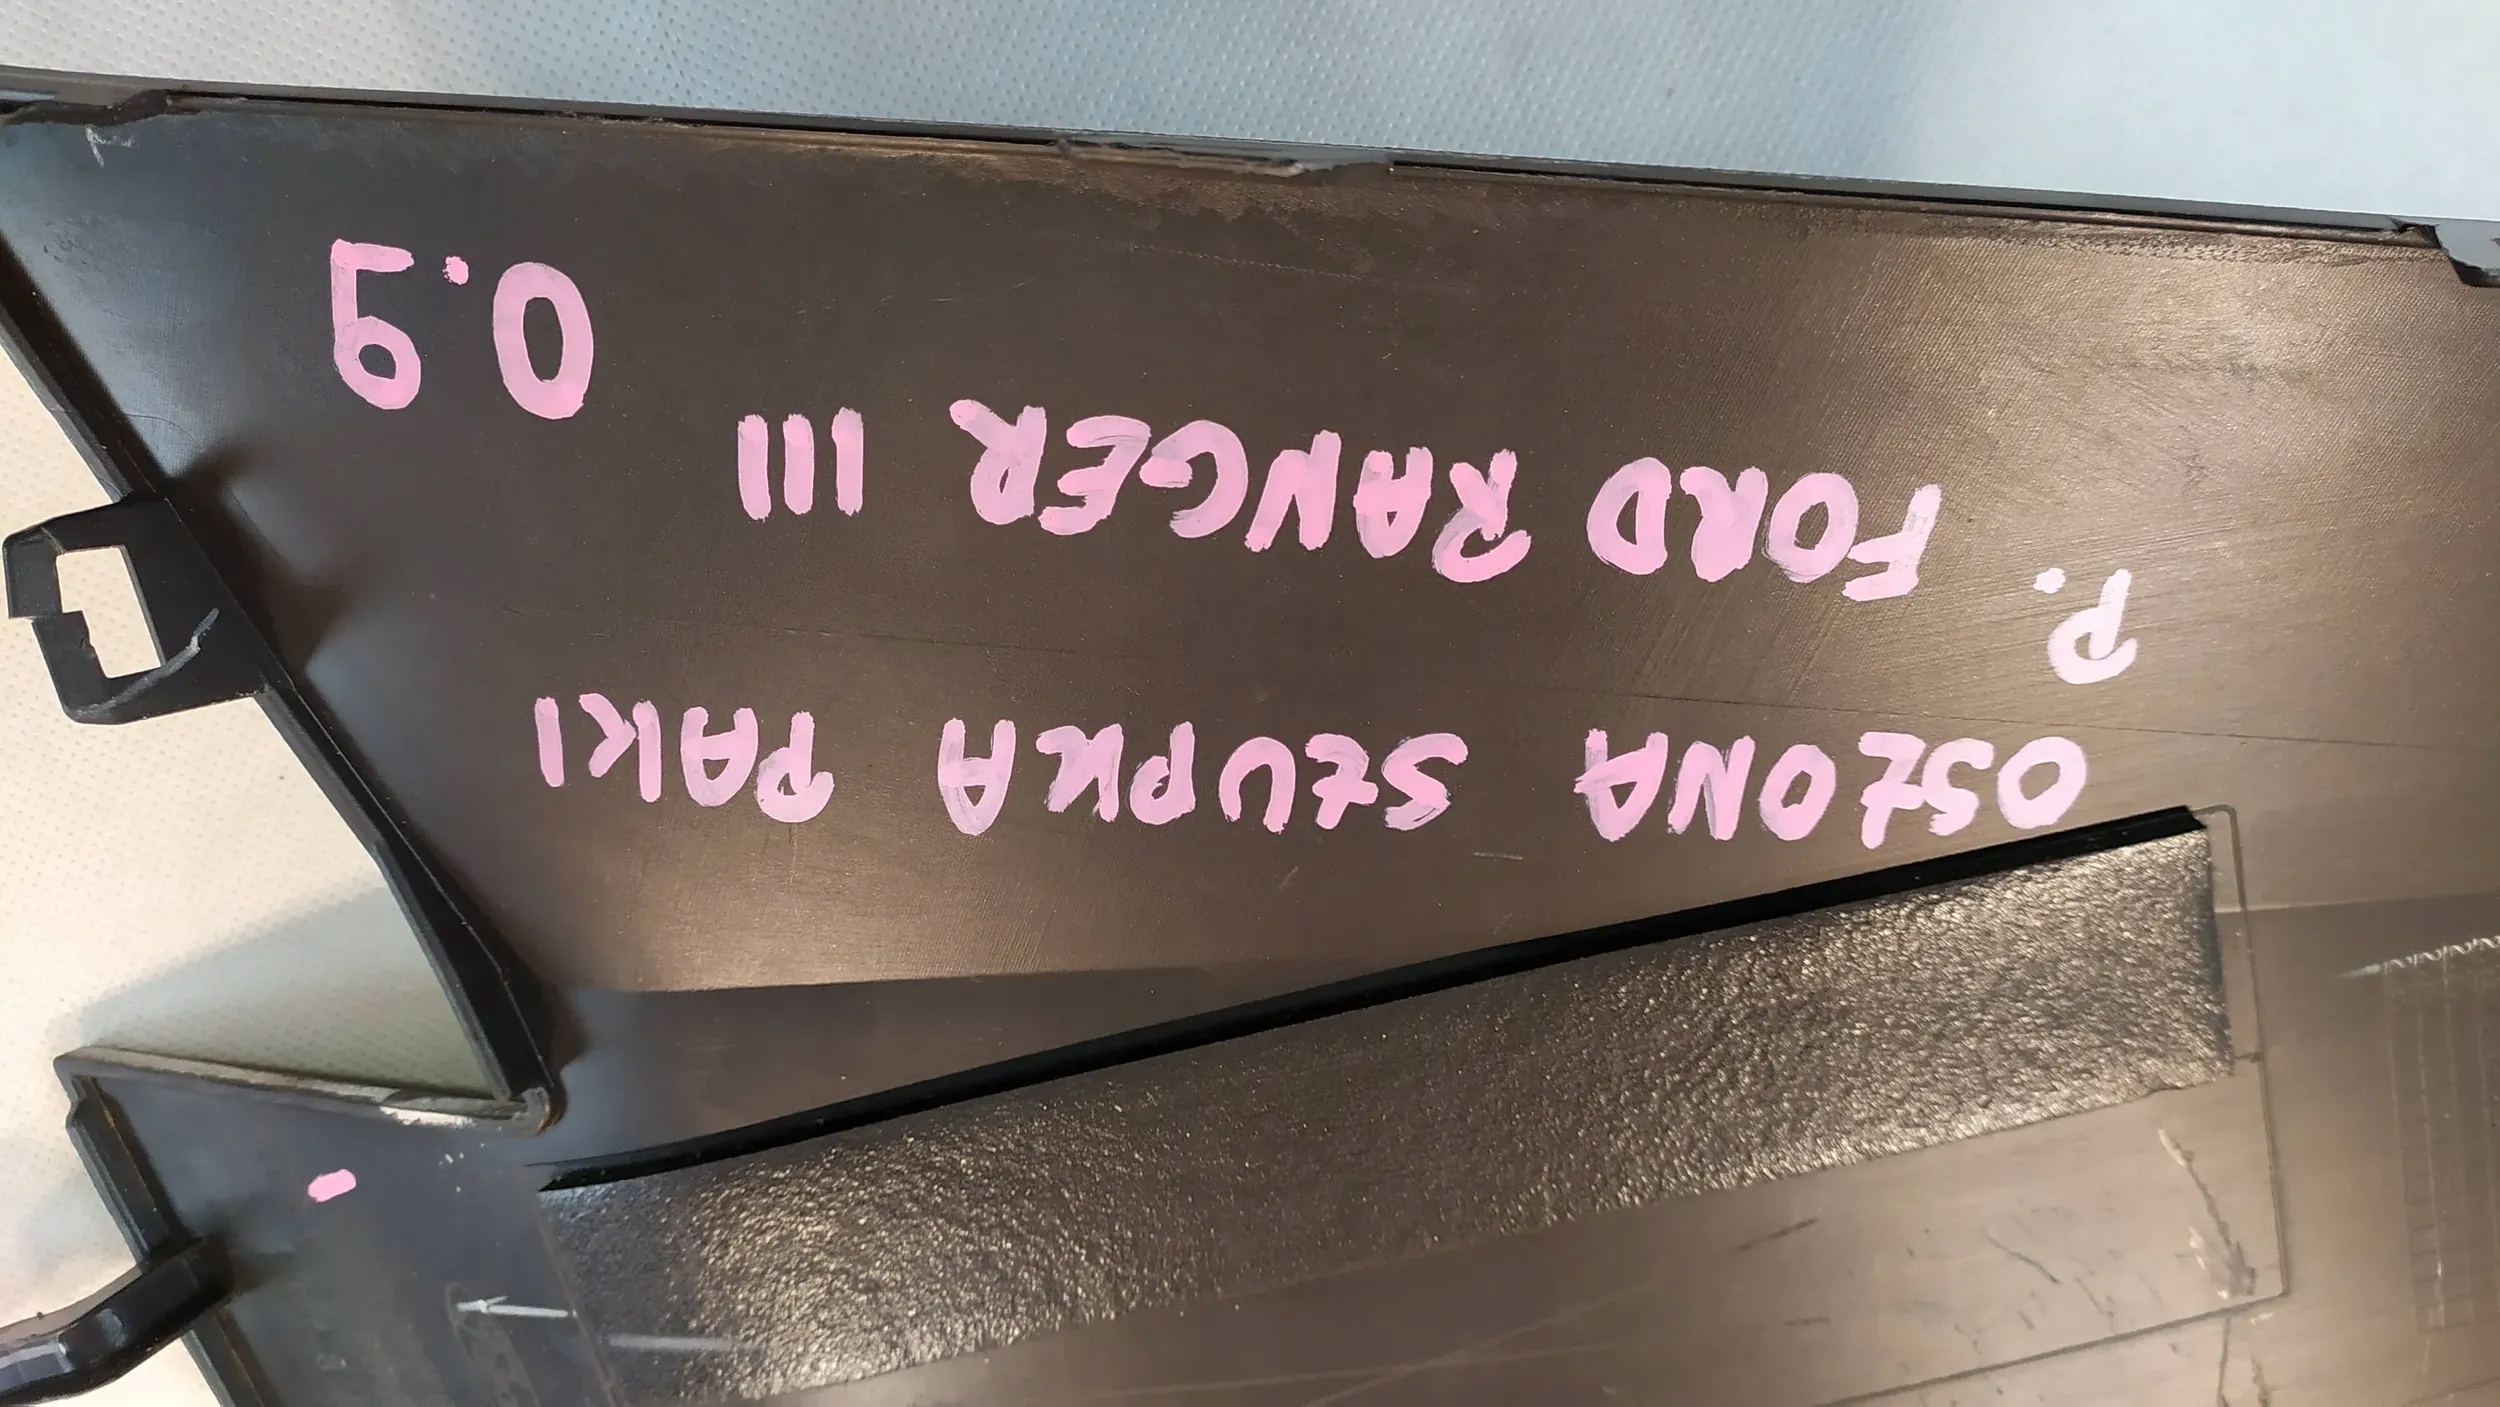 OSŁONA SŁUPKA PAKI
P. FORD RANGER III
0.9